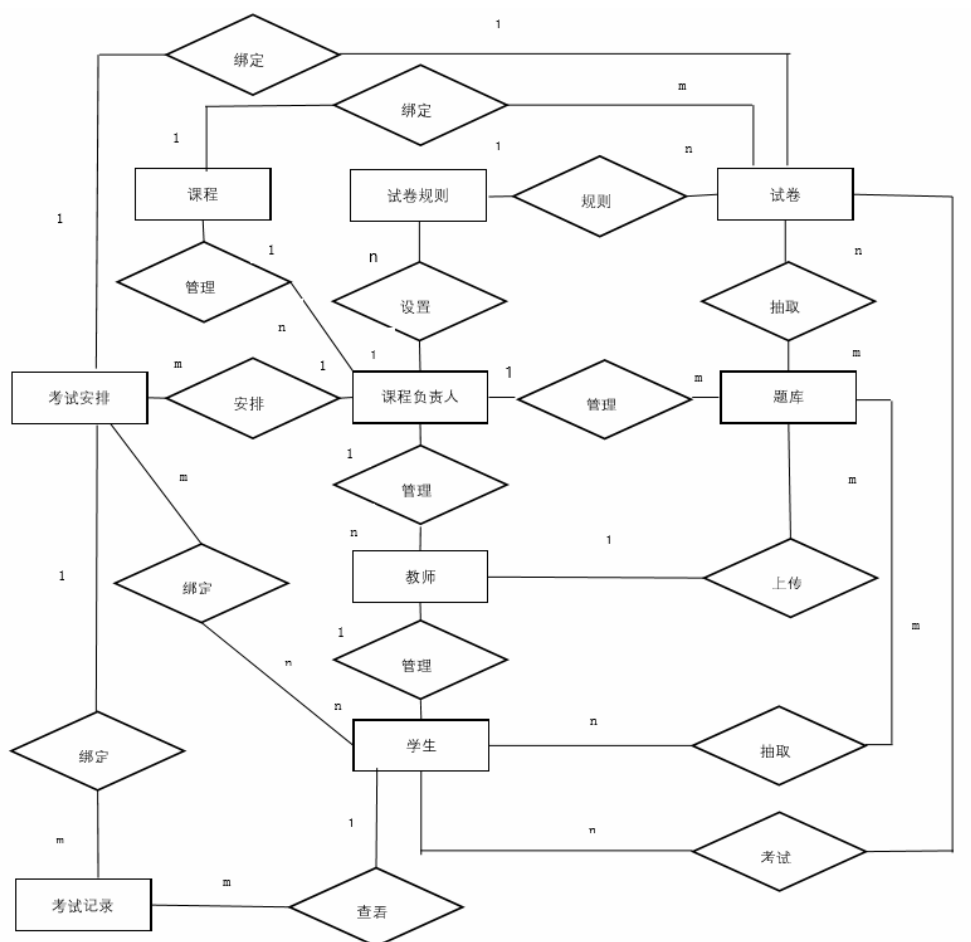 1
绑定
m
绑定
1
1
n
课程
试卷规则
规则
试卷
1
1
n
n
管理
设置
抽取
n
1
m
m
1
1
m
考试安排
安排
课程负责人
管理
题库
1
m
管理
m
n
1
1
绑定
教师
上传
1
m
管理
n
n
n
学生
抽取
绑定
1
n
m
考试
m
考试记录
查看